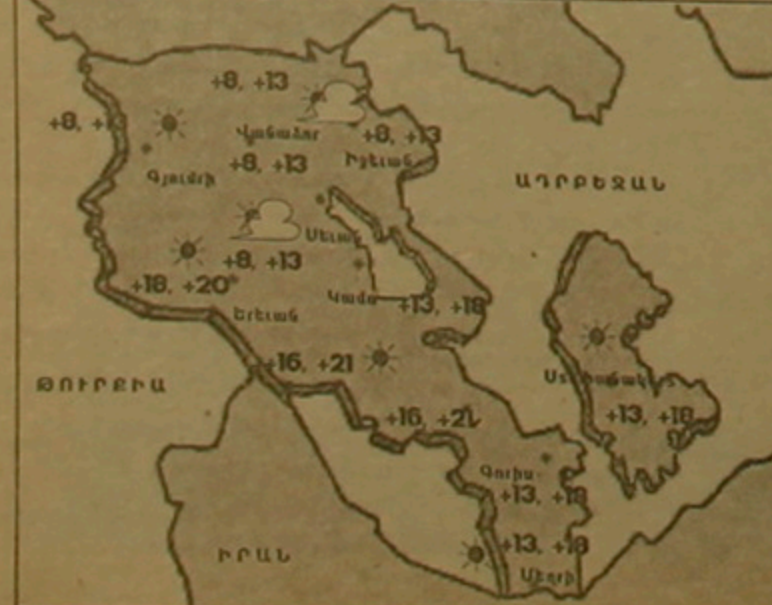 +8, +13
+8,
Վանաձոր
+8, +13
Գյումրի
+8, +13
Իջեւան
ԱԴՐԲԵՋԱՆ
Սեւան
+8, +13
+18, +20°
Կամո
+13, +18
Երեւան
+16, +21
ԹՈՒՐՔԻԱ
+13, +18
+16, +21
Գորիս
+13, +18
ԻՐԱՆ
+13, +18
Մեղրի